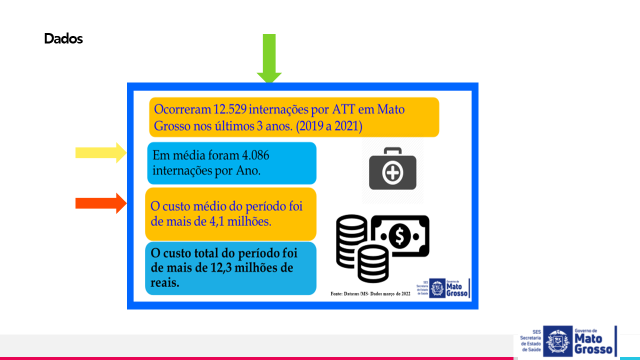 Dados
Ocorreram 12.529 internações por ATT em Mato
Grosso nos últimos 3 anos. (2019 a 2021)
Em média foram 4.086
internações por Ano.
O custo médio do período foi
de mais de 4,1 milhões.
O custo total do período foi
de mais de 12,3 milhões de
reais.
Fonte: Datasus /MS- Dados março de 2022
SES
Secretaria
de Estado
de Saúde
Governo de
Mato
Grosso
SES
Secretaria
de Estado
de Saúde
Governo de
Mato
Grosso